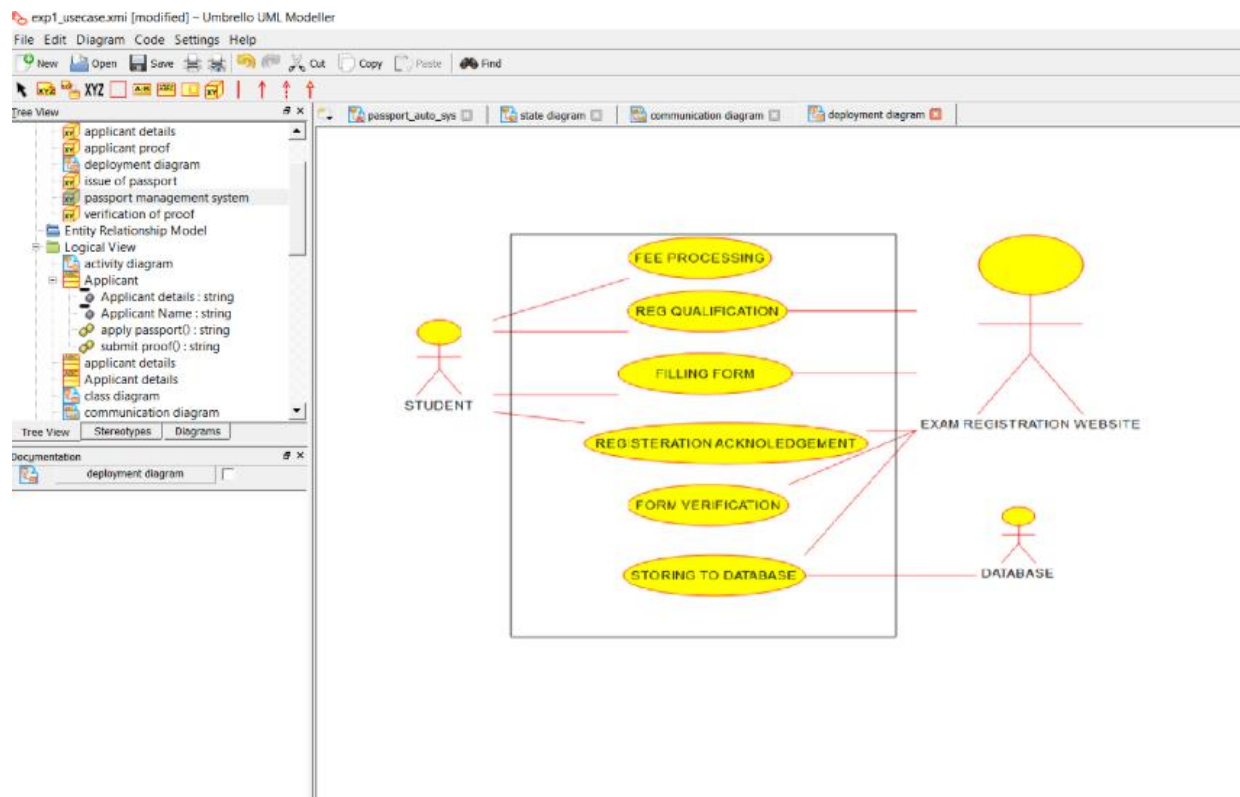 exp1_usecase.xmi [modified] – Umbrello UML Modeller
File Edit Diagram Code Settings Help
New Open Save Cut Copy Paste Find
XYZ
Tree View
passport_auto_sys
state diagram
communication diagram
deployment diagram
applicant details
applicant proof
deployment diagram
issue of passport
passport management system
verification of proof
Entity Relationship Model
Logical View
activity diagram
Applicant
Applicant details : string
Applicant Name : string
apply passport() : string
submit proof() : string
applicant details
Applicant details
class diagram
communication diagram
Tree View Stereotypes Diagrams
Documentation
deployment diagram
FEE PROCESSING
REG QUALIFICATION
FILLING FORM
STUDENT
REGISTERATION ACKNOLEDGEMENT
EXAM REGISTRATION WEBSITE
FORM VERIFICATION
STORING TO DATABASE
DATABASE